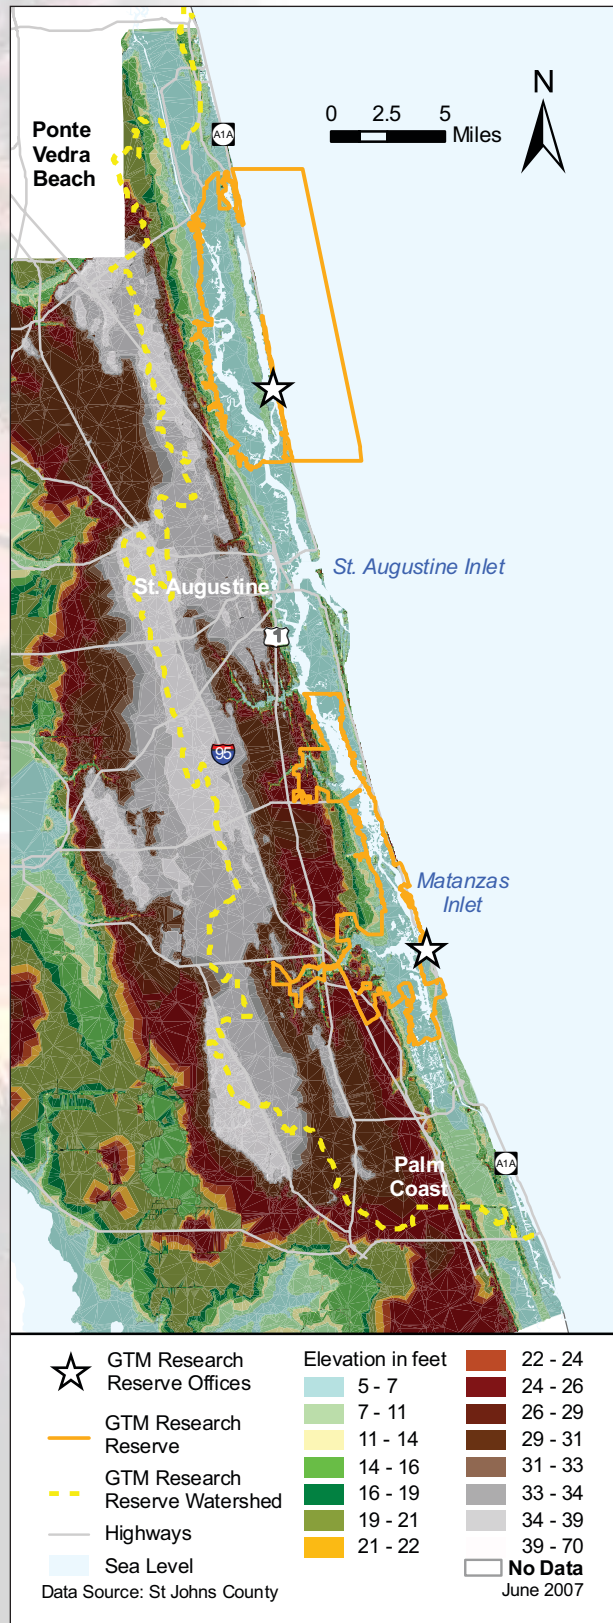 Ponte
Vedra
Beach
A1A
0 2.5 5
Miles
N
St. Augustine Inlet
St. Augustine
1
95
Matanzas
Inlet
A1A
Palm
Coast
GTM Research
Reserve Offices
GTM Research
Reserve
GTM Research
Reserve Watershed
Highways
Sea Level
Data Source: St Johns County
Elevation in feet
5 - 7
7 - 11
11 - 14
14 - 16
16 - 19
19 - 21
21 - 22
22 - 24
24 - 26
26 - 29
29 - 31
31 - 33
33 - 34
34 - 39
39 - 70
No Data
June 2007